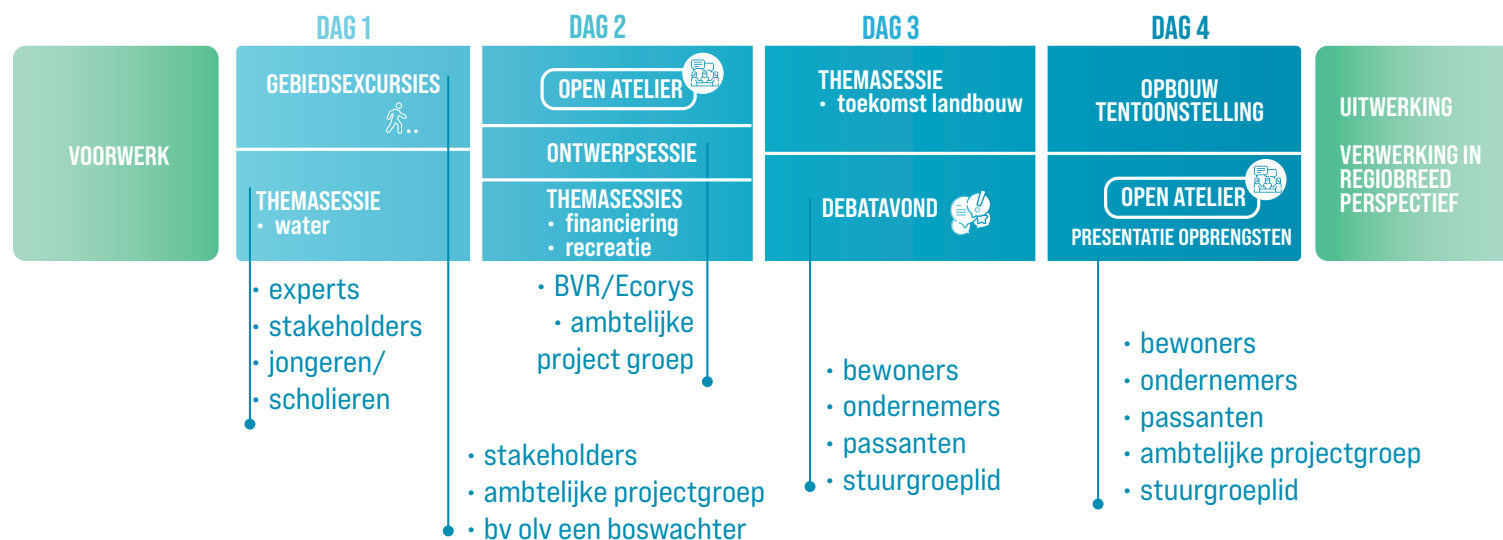 VOORWERK
DAG 1
GEBIEDSEXCURSIES
THEMASESSIE
• water
• experts
• stakeholders
• jongeren/
• scholieren
• stakeholders
• ambtelijke projectgroep
• bv olv een boswachter
DAG 2
OPEN ATELIER
ONTWERPSESSIE
THEMASESSIES
• financiering
• recreatie
• BVR/Ecorys
• ambtelijke
project groep
DAG 3
THEMASESSIE
• toekomst landbouw
DEBATAVOND
• bewoners
• ondernemers
• passanten
• stuurgroeplid
DAG 4
OPBOUW
TENTOONSTELLING
OPEN ATELIER
PRESENTATIE OPBRENGSTEN
• bewoners
• ondernemers
• passanten
• ambtelijke projectgroep
• stuurgroeplid
UITWERKING
VERWERKING IN
REGIOBREED
PERSPECTIEF